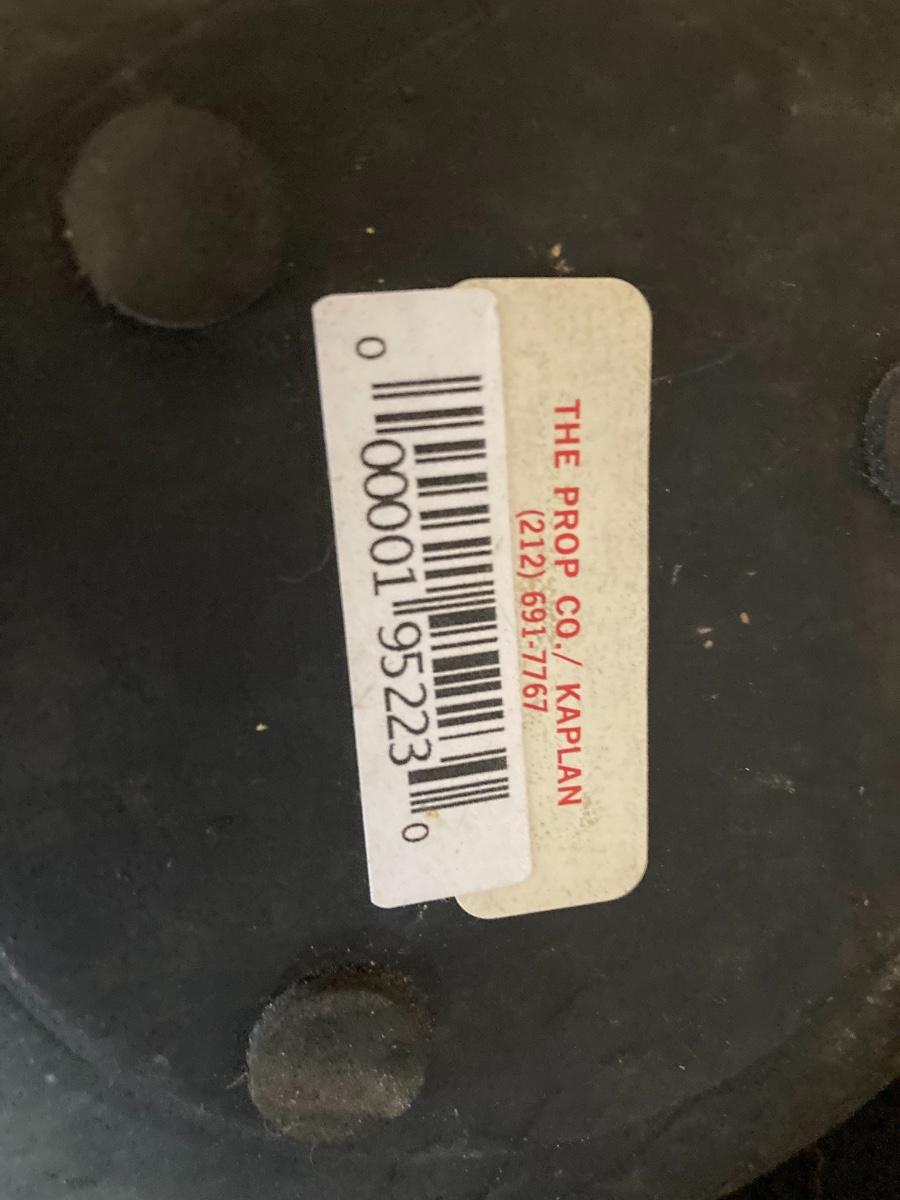 THE PROP CO./ KAPLAN
(212) 691-7767
0 00001 95223 0